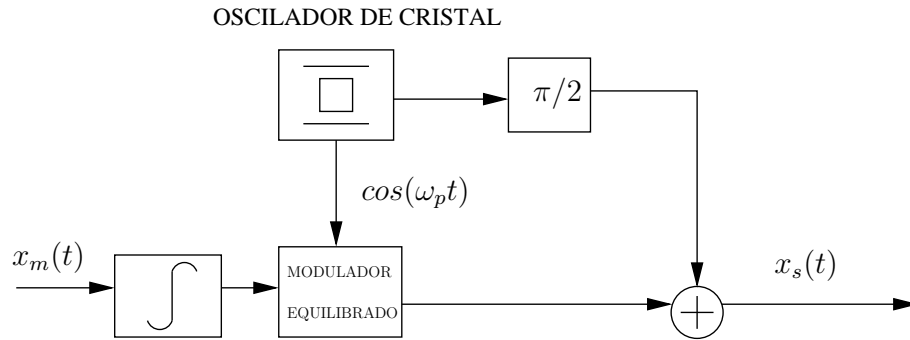 OSCILADOR DE CRISTAL
π/2
cos(ω_p t)
x_m(t)
MODULADOR
EQUILIBRADO
x_s(t)